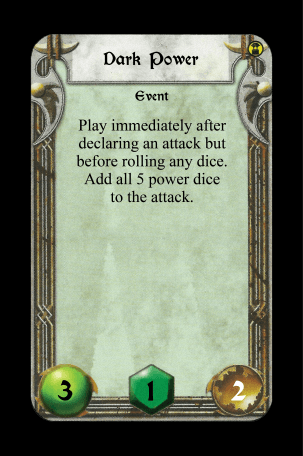 Dark Power
Event
Play immediately after
declaring an attack but
before rolling any dice.
Add all 5 power dice
to the attack.
3
1
2